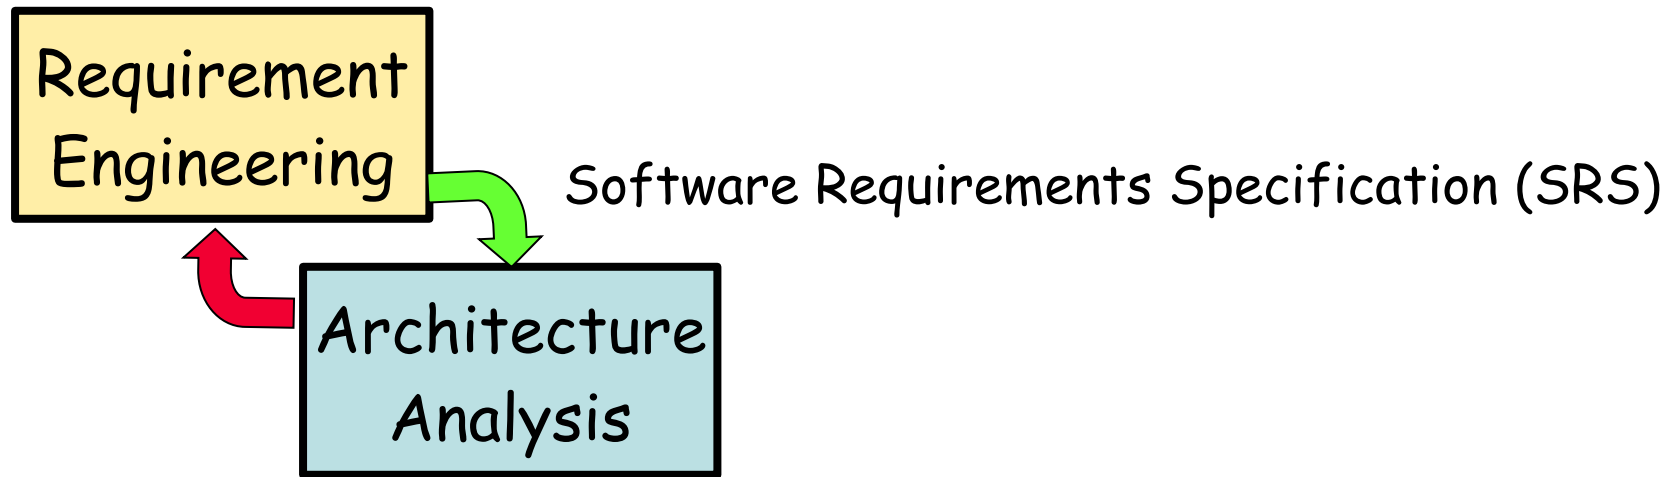 Requirement
Engineering
Software Requirements Specification (SRS)
Architecture
Analysis